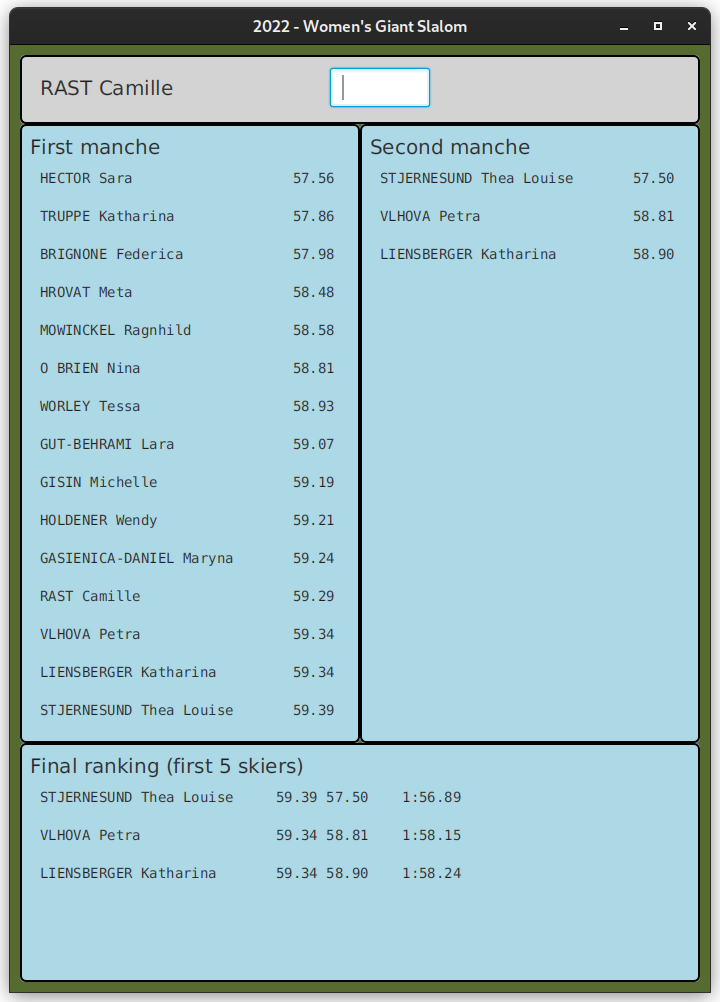 2022 - Women's Giant Slalom
RAST Camille
First manche
HECTOR Sara 57.56
TRUPPE Katharina 57.86
BRIGNONE Federica 57.98
HROVAT Meta 58.48
MOWINCKEL Ragnhild 58.58
O BRIEN Nina 58.81
WORLEY Tessa 58.93
GUT-BEHRAMI Lara 59.07
GISIN Michelle 59.19
HOLDENER Wendy 59.21
GASIENICA-DANIEL Maryna 59.24
RAST Camille 59.29
VLHOVA Petra 59.34
LIENSBERGER Katharina 59.34
STJERNESUND Thea Louise 59.39
Second manche
STJERNESUND Thea Louise 57.50
VLHOVA Petra 58.81
LIENSBERGER Katharina 58.90
Final ranking (first 5 skiers)
STJERNESUND Thea Louise 59.39 57.50 1:56.89
VLHOVA Petra 59.34 58.81 1:58.15
LIENSBERGER Katharina 59.34 58.90 1:58.24